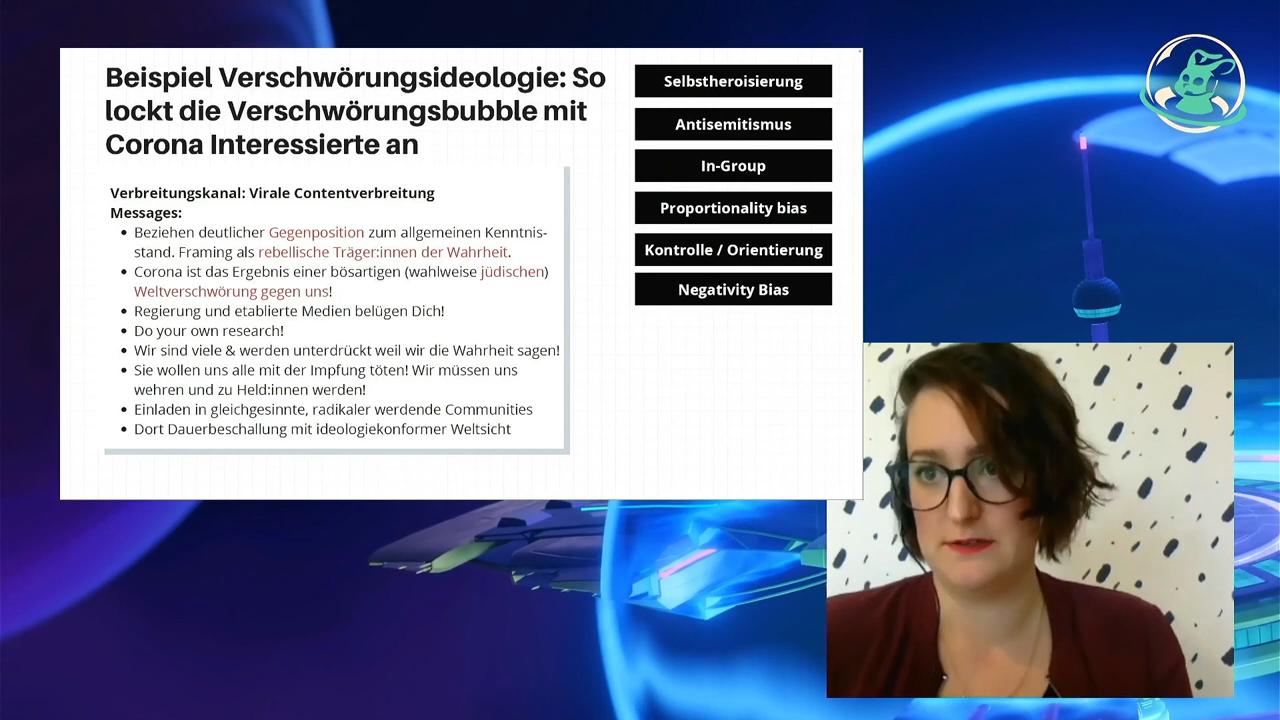 Beispiel Verschwörungsideologie: So
lockt die Verschwörungsbubble mit
Corona Interessierte an
Verbreitungskanal: Virale Contentverbreitung
Messages:
• Beziehen deutlicher Gegenposition zum allgemeinen Kenntnis-
stand. Framing als rebellische Träger:innen der Wahrheit.
• Corona ist das Ergebnis einer bösartigen (wahlweise jüdischen)
Weltverschwörung gegen uns!
• Regierung und etablierte Medien belügen Dich!
• Do your own research!
• Wir sind viele & werden unterdrückt weil wir die Wahrheit sagen!
• Sie wollen uns alle mit der Impfung töten! Wir müssen uns
wehren und zu Held:innen werden!
• Einladen in gleichgesinnte, radikaler werdende Communities
• Dort Dauerbeschallung mit ideologiekonformer Weltsicht
Selbstheroisierung
Antisemitismus
In-Group
Proportionality bias
Kontrolle / Orientierung
Negativity Bias